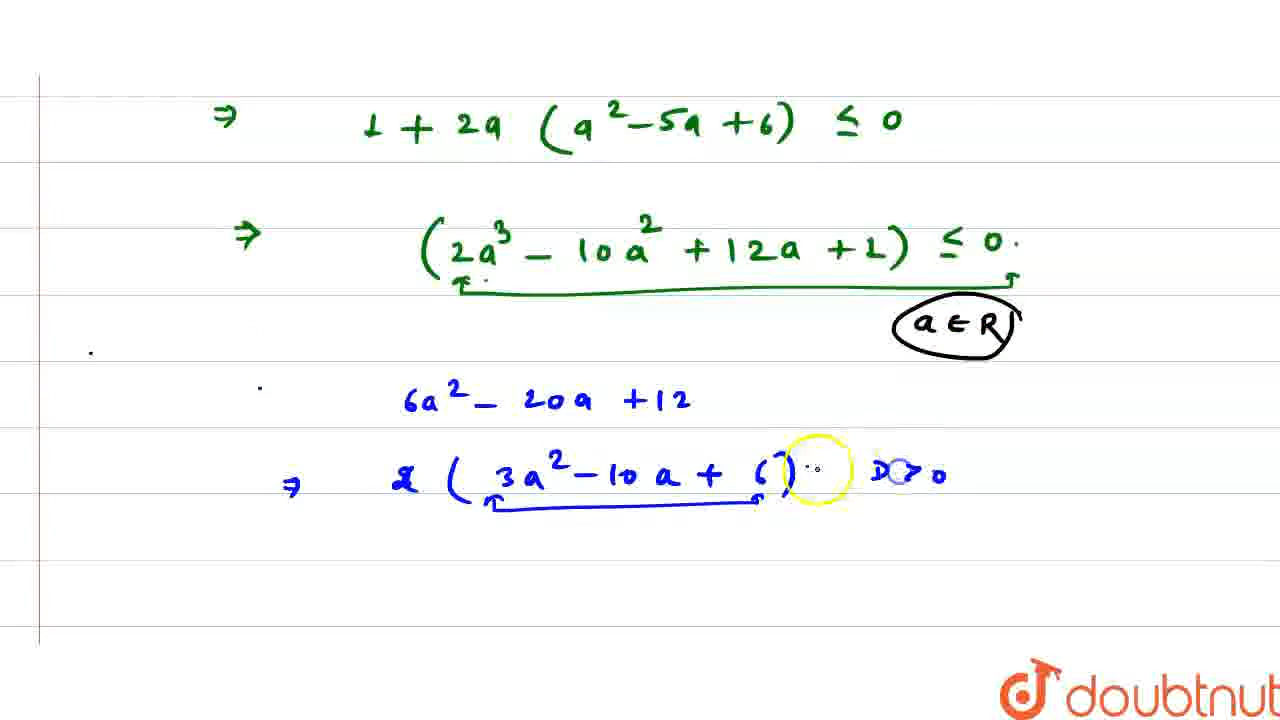 ⇒ 1 + 2a (a² - 5a + 6) ≤ 0
⇒ (2a³ - 10a² + 12a + 1) ≤ 0.
a ∈ R
6a² - 20a + 12
⇒ 2 (3a² - 10a + 6) D > 0
doubtnut